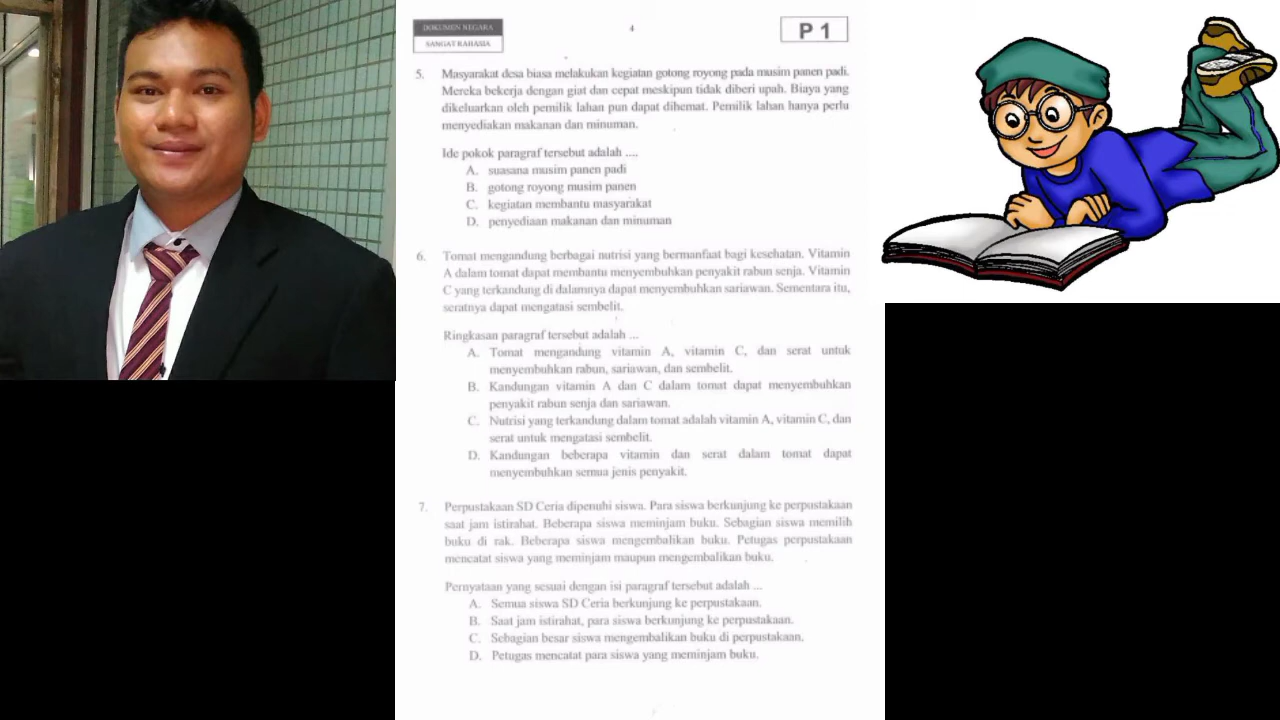 DOKUMEN NEGARA
SANGAT RAHASIA
4
P 1
5. Masyarakat desa biasa melakukan kegiatan gotong royong pada musim panen padi.
Mereka bekerja dengan giat dan cepat meskipun tidak diberi upah. Biaya yang
dikeluarkan oleh pemilik lahan pun dapat dihemat. Pemilik lahan hanya perlu
menyediakan makanan dan minuman.
Ide pokok paragraf tersebut adalah ....
A. suasana musim panen padi
B. gotong royong musim panen
C. kegiatan membantu masyarakat
D. penyediaan makanan dan minuman
6. Tomat mengandung berbagai nutrisi yang bermanfaat bagi kesehatan. Vitamin
A dalam tomat dapat membantu menyembuhkan penyakit rabun senja. Vitamin
C yang terkandung di dalamnya dapat menyembuhkan sariawan. Sementara itu,
seratnya dapat mengatasi sembelit.
Ringkasan paragraf tersebut adalah ...
A. Tomat mengandung vitamin A, vitamin C, dan serat untuk
menyembuhkan rabun, sariawan, dan sembelit.
B. Kandungan vitamin A dan C dalam tomat dapat menyembuhkan
penyakit rabun senja dan sariawan.
C. Nutrisi yang terkandung dalam tomat adalah vitamin A, vitamin C, dan
serat untuk mengatasi sembelit.
D. Kandungan beberapa vitamin dan serat dalam tomat dapat
menyembuhkan semua jenis penyakit.
7. Perpustakaan SD Ceria dipenuhi siswa. Para siswa berkunjung ke perpustakaan
saat jam istirahat. Beberapa siswa meminjam buku. Sebagian siswa memilih
buku di rak. Beberapa siswa mengembalikan buku. Petugas perpustakaan
mencatat siswa yang meminjam maupun mengembalikan buku.
Pernyataan yang sesuai dengan isi paragraf tersebut adalah ...
A. Semua siswa SD Ceria berkunjung ke perpustakaan.
B. Saat jam istirahat, para siswa berkunjung ke perpustakaan.
C. Sebagian besar siswa mengembalikan buku di perpustakaan.
D. Petugas mencatat para siswa yang meminjam buku.